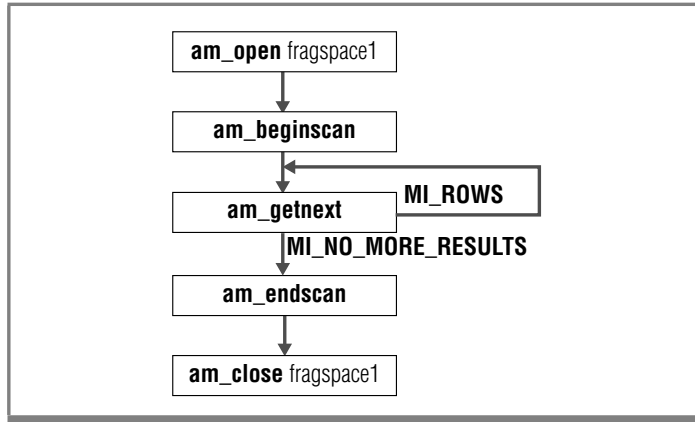 am_open fragspace1
am_beginscan
MI_ROWS
am_getnext
MI_NO_MORE_RESULTS
am_endscan
am_close fragspace1